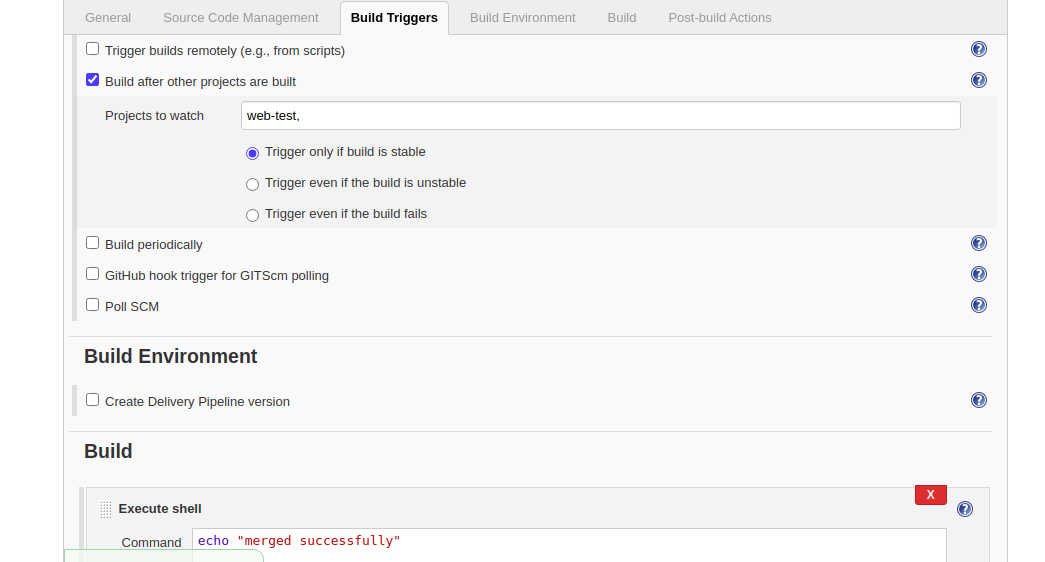 General Source Code Management Build Triggers Build Environment Build Post-build Actions
Trigger builds remotely (e.g., from scripts)
Build after other projects are built
Projects to watch web-test,
Trigger only if build is stable
Trigger even if the build is unstable
Trigger even if the build fails
Build periodically
GitHub hook trigger for GITScm polling
Poll SCM
Build Environment
Create Delivery Pipeline version
Build
X
Execute shell
Command echo "merged successfully"